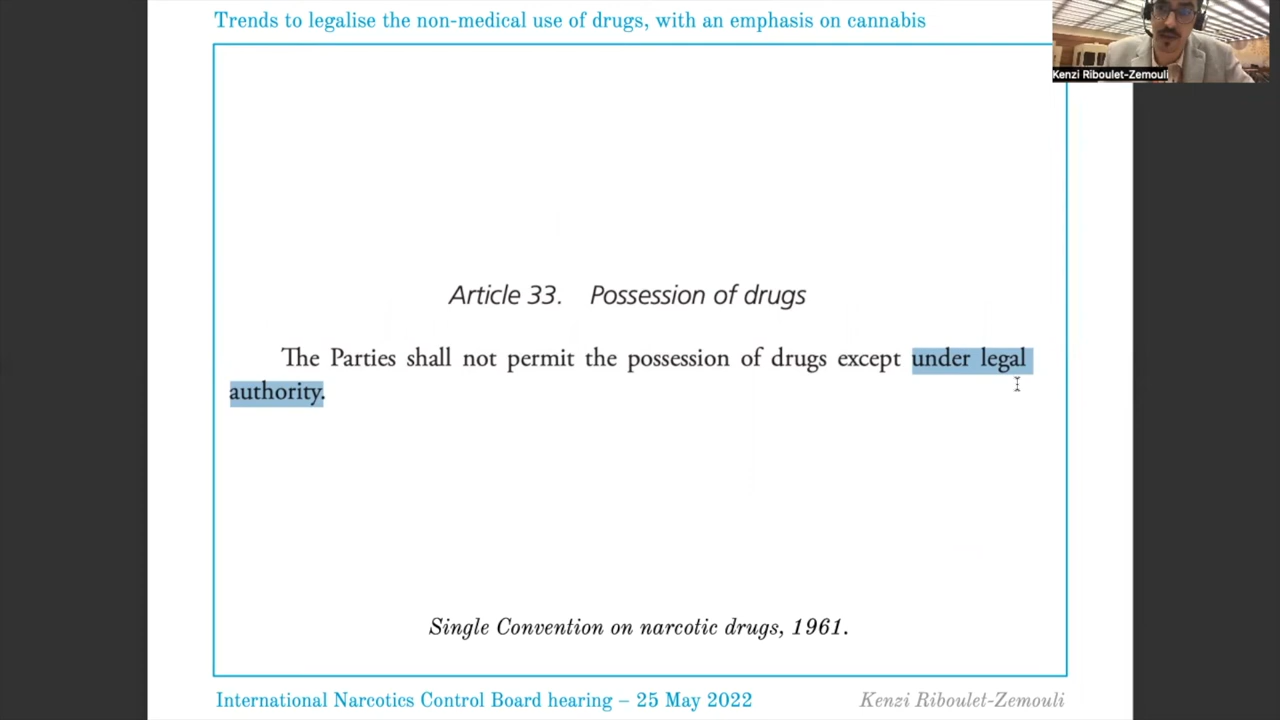 Trends to legalise the non-medical use of drugs, with an emphasis on cannabis
Kenzi Riboulet-Zemouli
Article 33. Possession of drugs
The Parties shall not permit the possession of drugs except under legal
authority.
Single Convention on narcotic drugs, 1961.
International Narcotics Control Board hearing – 25 May 2022
Kenzi Riboulet-Zemouli